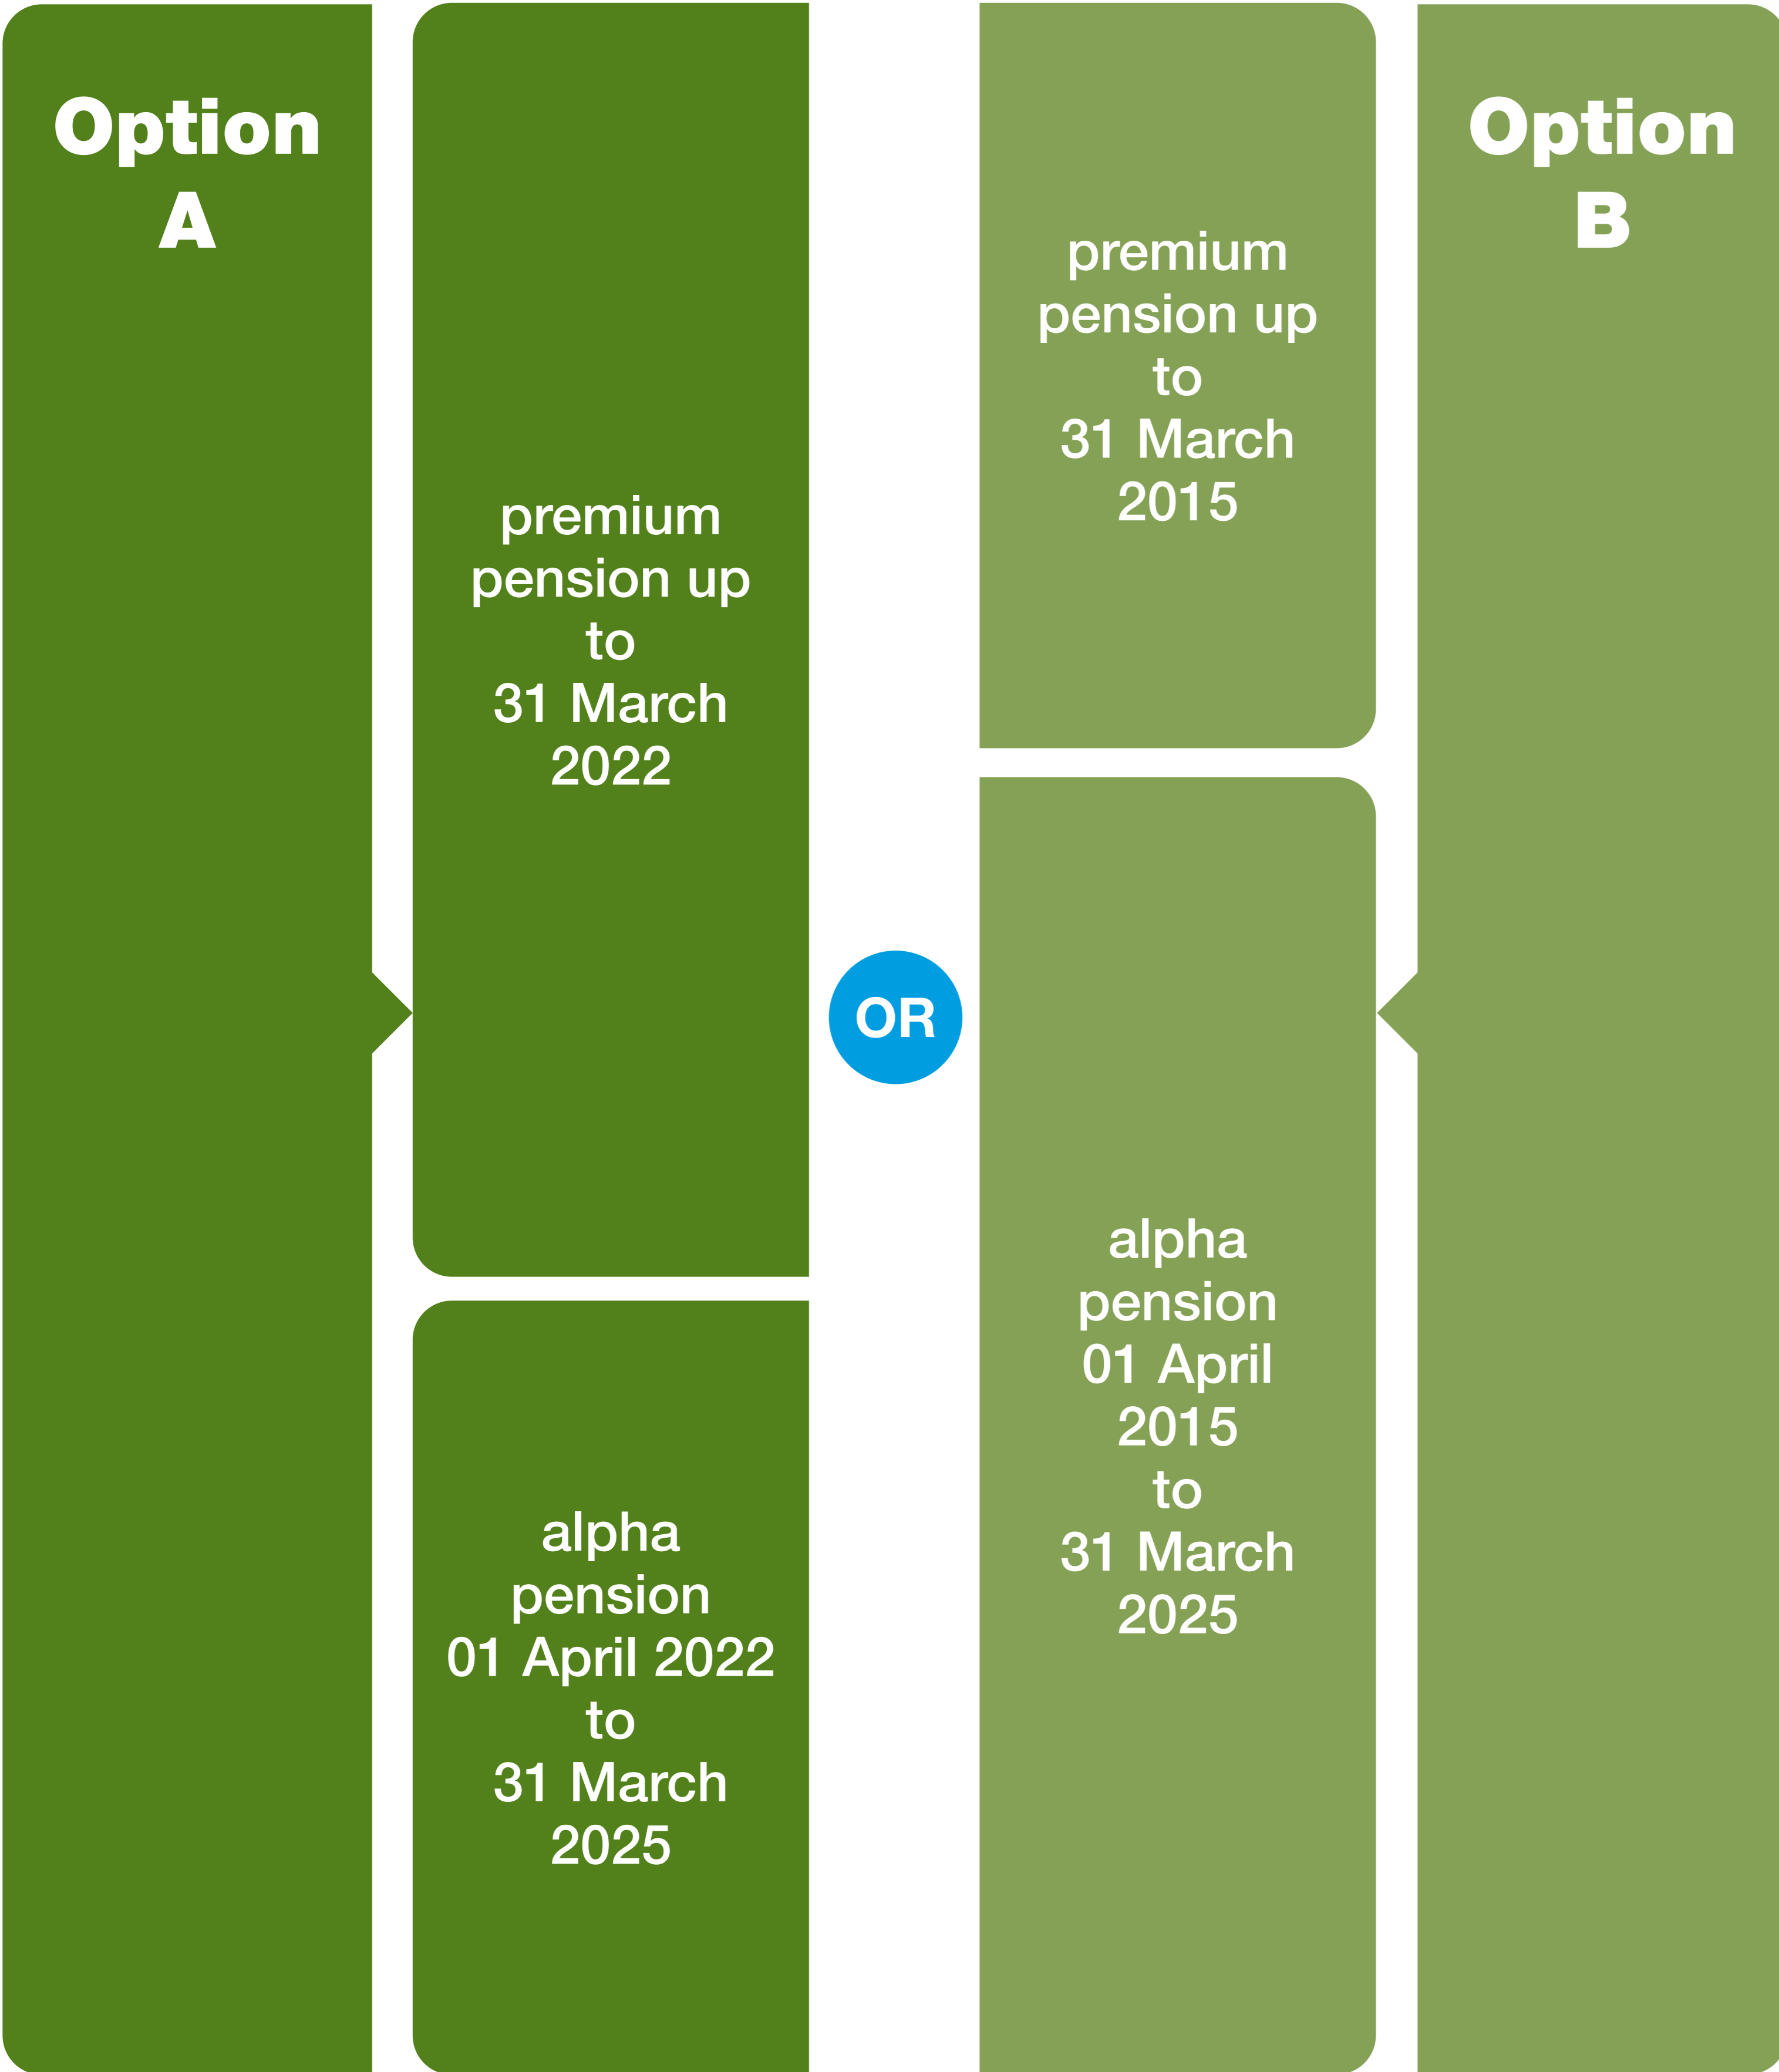 Option
A
premium
pension up
to
31 March
2022
alpha
pension
01 April 2022
to
31 March
2025
OR
premium
pension up
to
31 March
2015
alpha
pension
01 April
2015
to
31 March
2025
Option
B